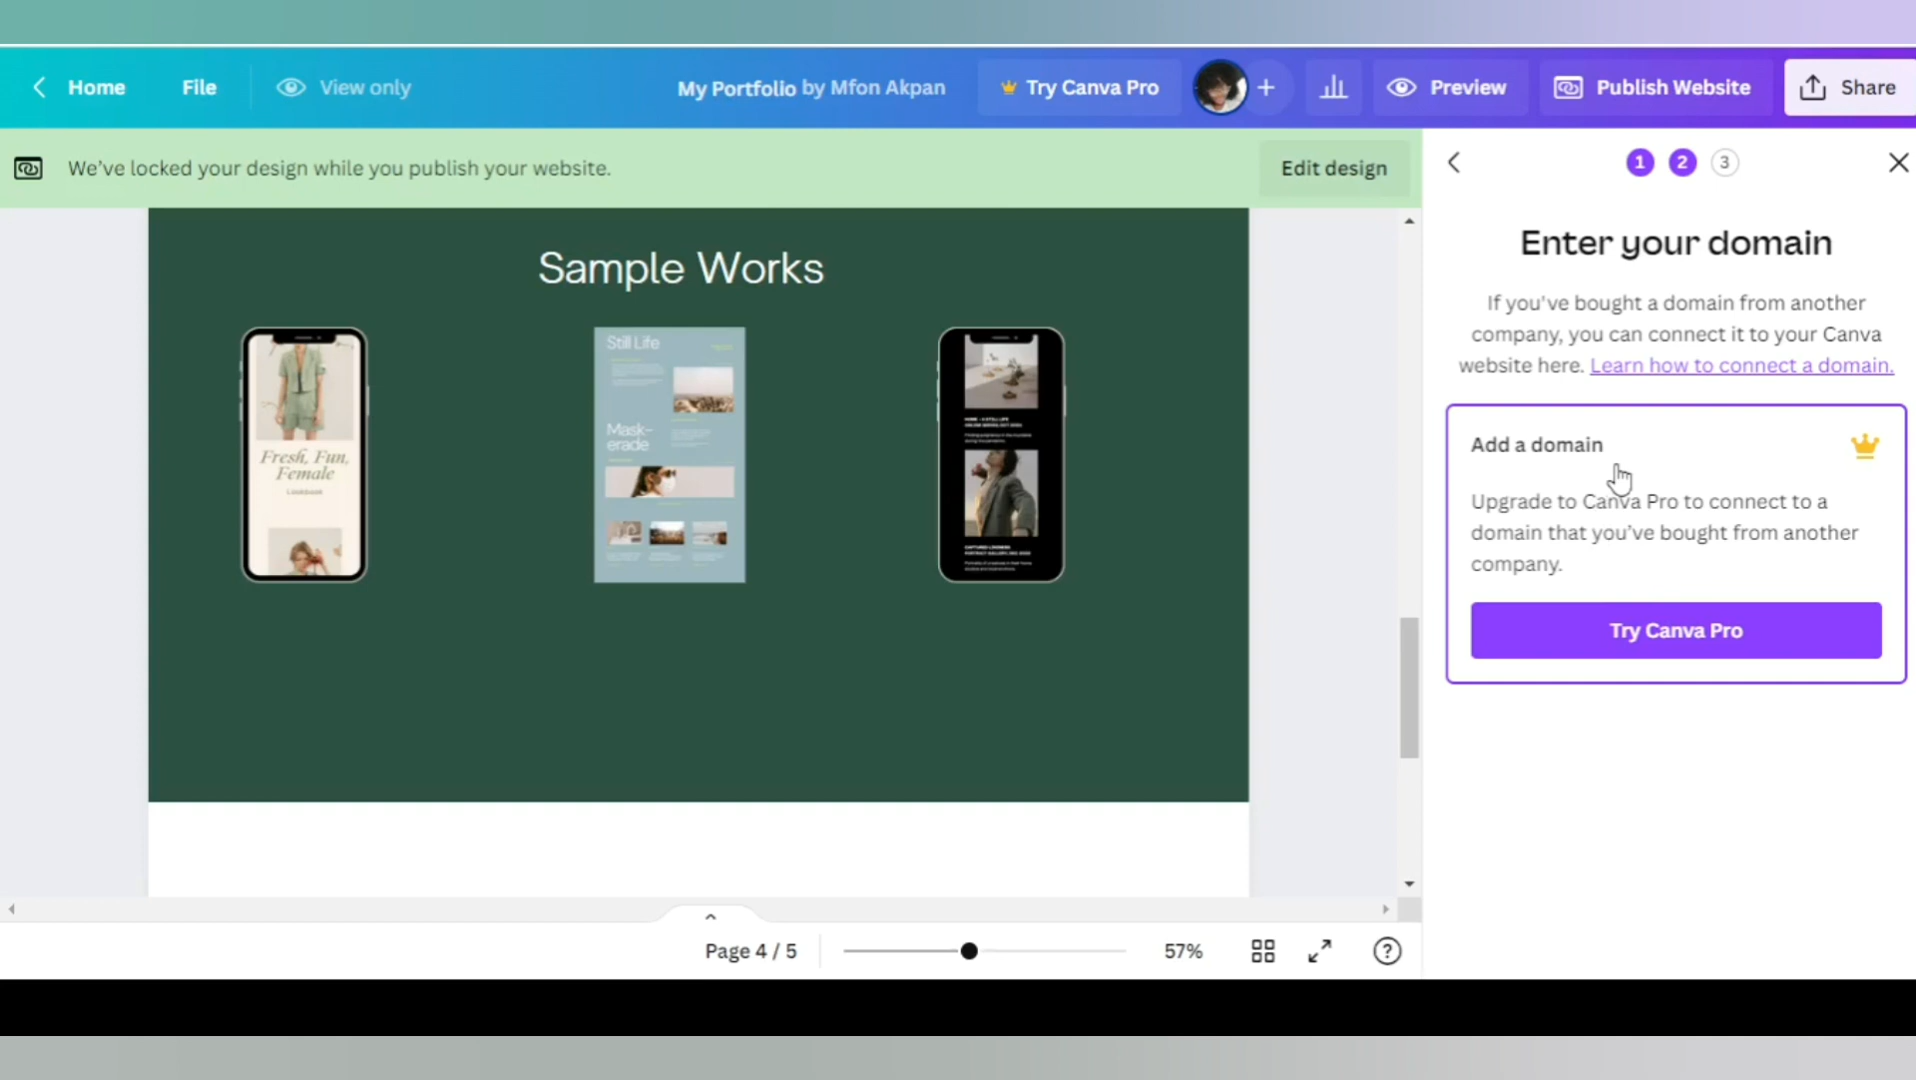 Home
File
View only
My Portfolio by Mfon Akpan
Try Canva Pro
Preview
Publish Website
Share
We've locked your design while you publish your website.
Edit design
Sample Works
Fresh, Fun,
Female
LOOKBOOK
Still Life
Mask-
erade
1 2 3
Enter your domain
If you've bought a domain from another
company, you can connect it to your Canva
website here. Learn how to connect a domain.
Add a domain
Upgrade to Canva Pro to connect to a
domain that you've bought from another
company.
Try Canva Pro
Page 4 / 5
57%